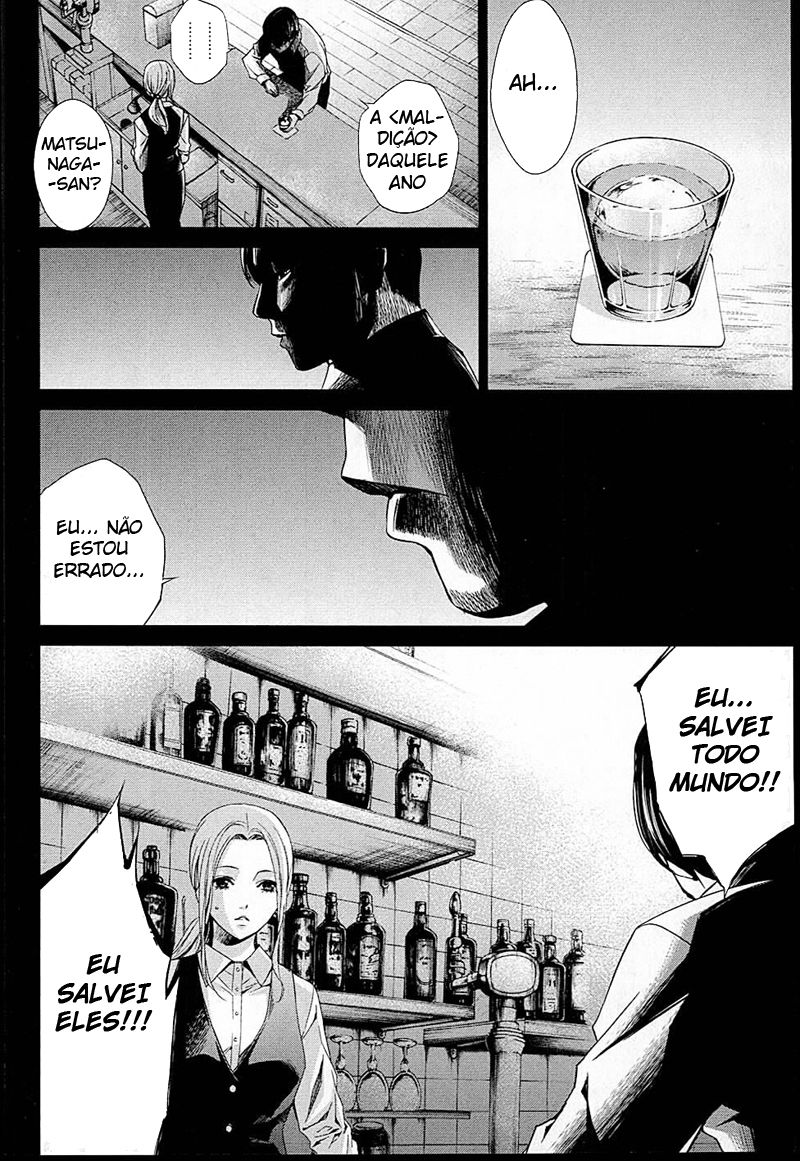 AH...
A <MAL-
DIÇÃO>
DAQUELE
ANO
.......
MATSU-
NAGA-
-SAN?
EU... NÃO
ESTOU
ERRADO...
EU...
SALVEI
TODO
MUNDO!!
EU
SALVEI
ELES!!!